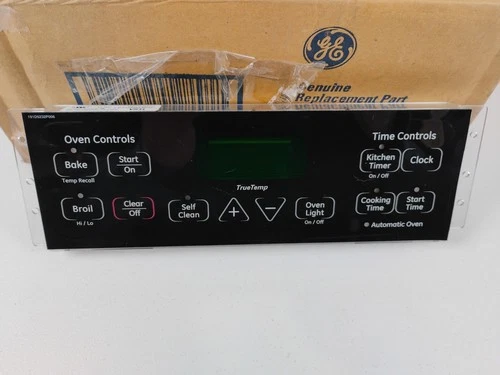 GE
Genuine
Replacement Part
Oven Controls
Time Controls
Bake
Temp Recall
Start
On
Kitchen
Timer
On / Off
Clock
TrueTemp
Broil
Hi / Lo
Clear
Off
Self
Clean
+
−
Oven
Light
On / Off
Cooking
Time
Start
Time
Automatic Oven